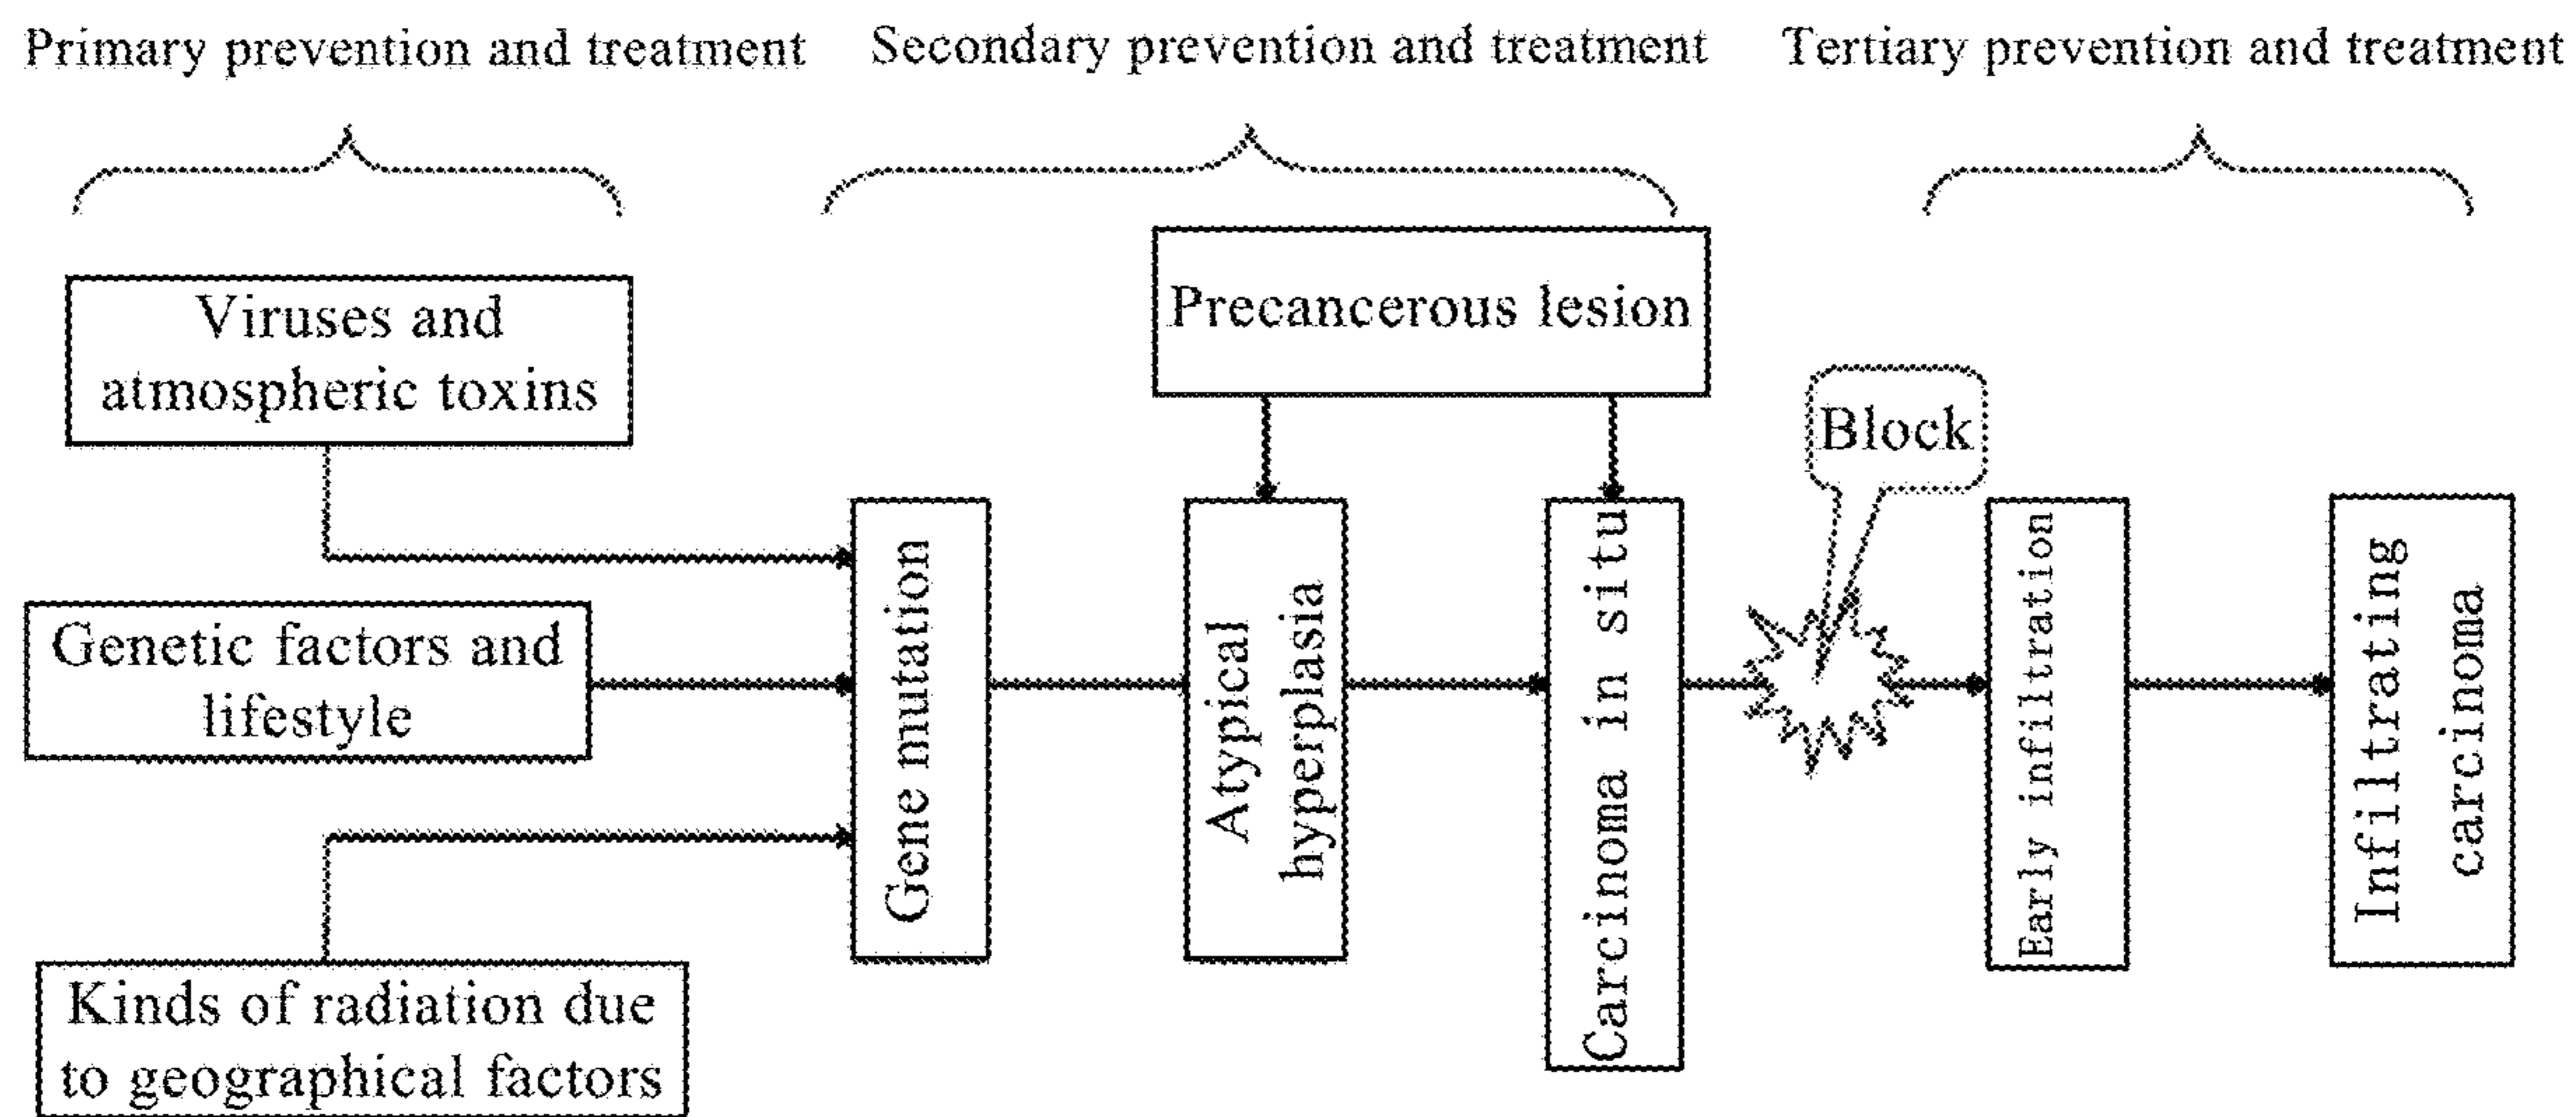 Primary prevention and treatment
Secondary prevention and treatment
Tertiary prevention and treatment
Viruses and
atmospheric toxins
Genetic factors and
lifestyle
Kinds of radiation due
to geographical factors
Precancerous lesion
Gene mutation
Atypical
hyperplasia
Carcinoma in situ
Block
Early infiltration
Infiltrating
carcinoma